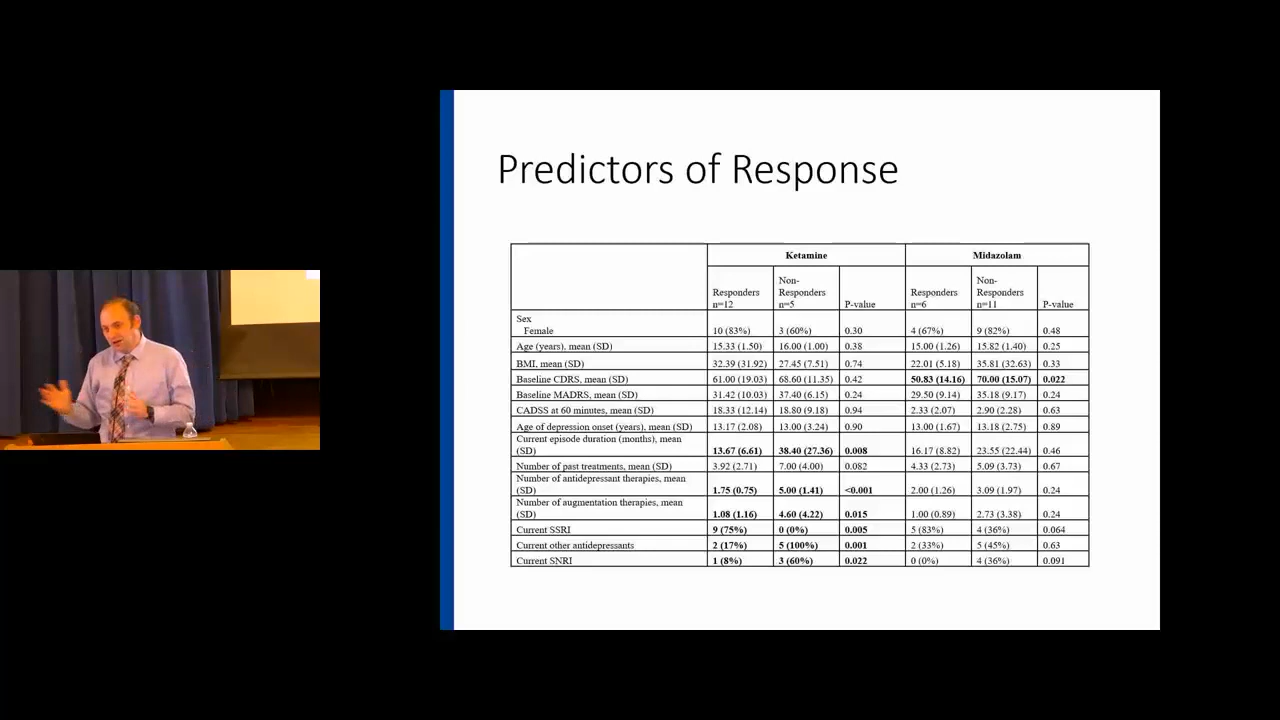 Predictors of Response
Ketamine Midazolam
Responders n=12 Non-Responders n=5 P-value Responders n=6 Non-Responders n=11 P-value
Sex
Female 10 (83%) 3 (60%) 0.30 4 (67%) 9 (82%) 0.48
Age (years), mean (SD) 15.33 (1.50) 16.00 (1.00) 0.38 15.00 (1.26) 15.82 (1.40) 0.25
BMI, mean (SD) 32.39 (31.92) 27.45 (7.51) 0.74 22.01 (5.18) 35.81 (32.63) 0.33
Baseline CDRS, mean (SD) 61.00 (19.03) 68.60 (11.35) 0.42 50.83 (14.16) 70.00 (15.07) 0.022
Baseline MADRS, mean (SD) 31.42 (10.03) 37.40 (6.15) 0.24 29.50 (9.14) 35.18 (9.17) 0.24
CADSS at 60 minutes, mean (SD) 18.33 (12.14) 18.80 (9.18) 0.94 2.33 (2.07) 2.90 (2.28) 0.63
Age of depression onset (years), mean (SD) 13.17 (2.08) 13.00 (3.24) 0.90 13.00 (1.67) 13.18 (2.75) 0.89
Current episode duration (months), mean
(SD) 13.67 (6.61) 38.40 (27.36) 0.008 16.17 (8.82) 23.55 (22.44) 0.46
Number of past treatments, mean (SD) 3.92 (2.71) 7.00 (4.00) 0.082 4.33 (2.73) 5.09 (3.73) 0.67
Number of antidepressant therapies, mean
(SD) 1.75 (0.75) 5.00 (1.41) <0.001 2.00 (1.26) 3.09 (1.97) 0.24
Number of augmentation therapies, mean
(SD) 1.08 (1.16) 4.60 (4.22) 0.015 1.00 (0.89) 2.73 (3.38) 0.24
Current SSRI 9 (75%) 0 (0%) 0.005 5 (83%) 4 (36%) 0.064
Current other antidepressants 2 (17%) 5 (100%) 0.001 2 (33%) 5 (45%) 0.63
Current SNRI 1 (8%) 3 (60%) 0.022 0 (0%) 4 (36%) 0.091